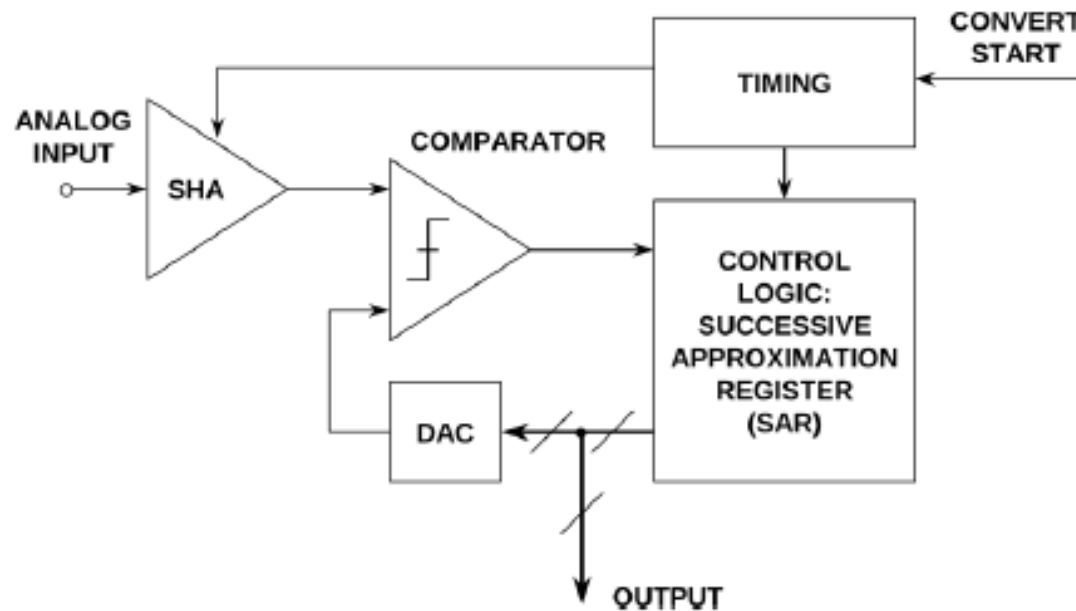 CONVERT
START
TIMING
ANALOG
INPUT
COMPARATOR
SHA
CONTROL
LOGIC:
SUCCESSIVE
APPROXIMATION
REGISTER
(SAR)
DAC
OUTPUT